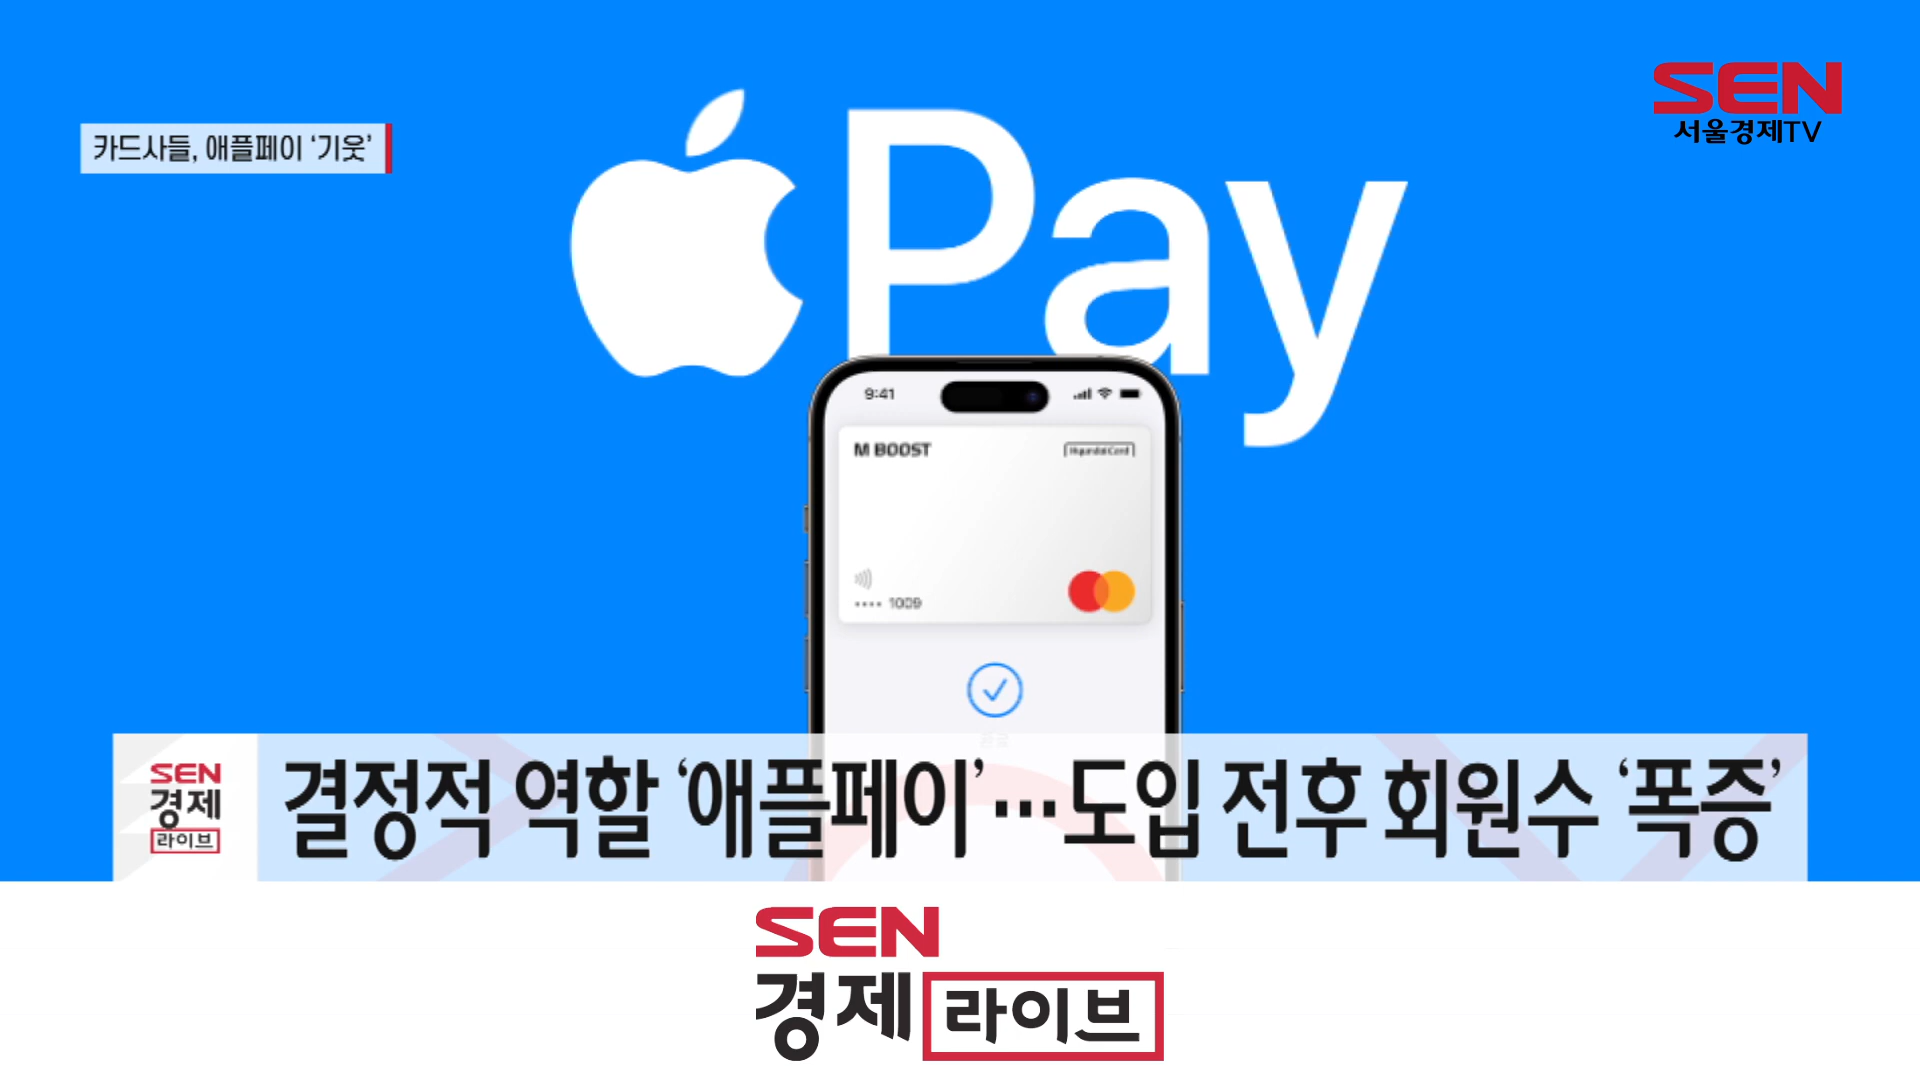 SEN
서울경제TV
카드사들, 애플페이 ‘기웃’
Pay
9:41
M BOOST
HyundaiCard
•••• 1009
SEN
경제
라이브
결정적 역할 ‘애플페이’…도입 전후 회원수 ‘폭증’
SEN
경제 라이브